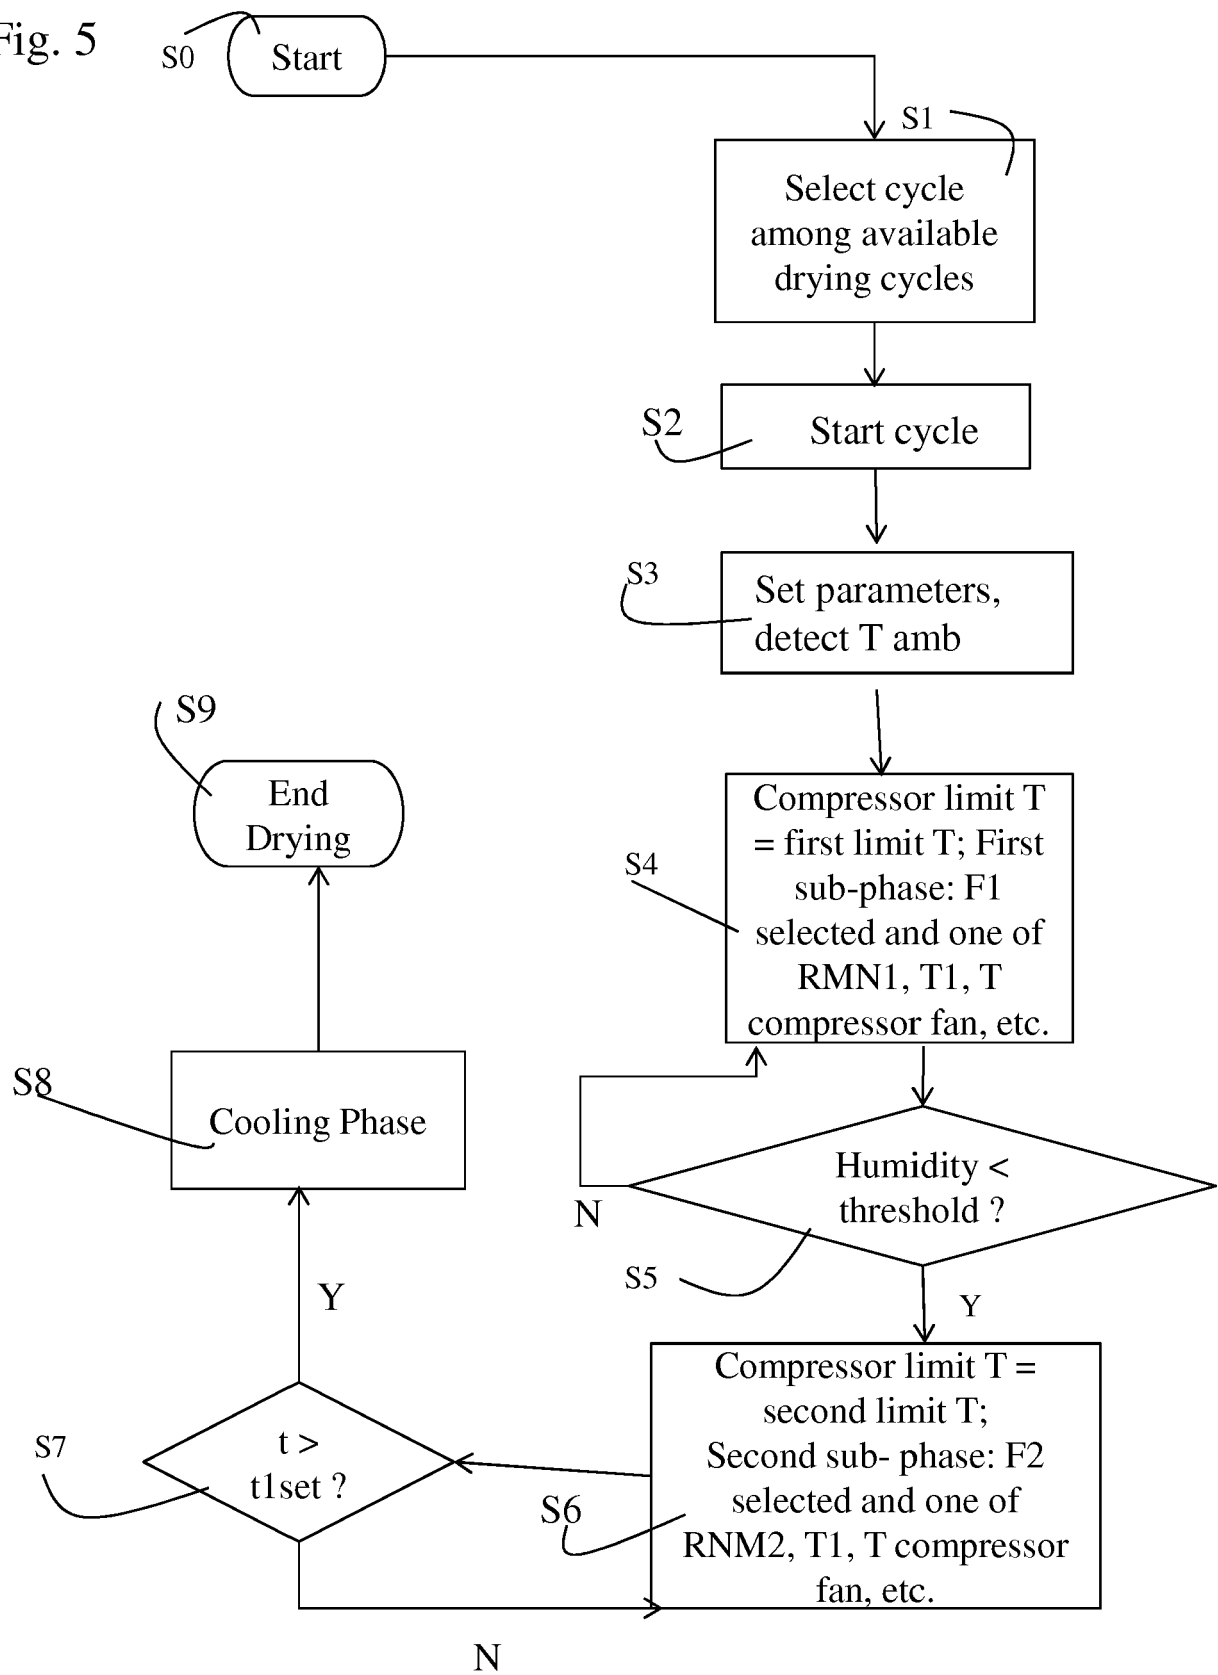 Fig. 5
S0
Start
S1
Select cycle
among available
drying cycles
S2
Start cycle
S3
Set parameters,
detect T amb
S4
Compressor limit T
= first limit T; First
sub-phase: F1
selected and one of
RMN1, T1, T
compressor fan, etc.
Humidity <
threshold ?
N
S5
Y
Compressor limit T =
second limit T;
Second sub- phase: F2
selected and one of
RNM2, T1, T compressor
fan, etc.
S6
S7
t >
t1set ?
N
Y
S8
Cooling Phase
S9
End
Drying